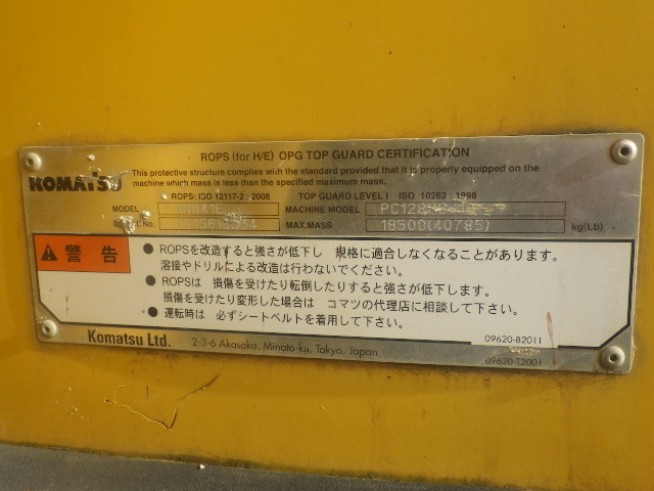 ROPS (for H/E) OPG TOP GUARD CERTIFICATION
KOMATSU
This protective structure complies with the standard provided that it is properly equipped on the
machine which mass is less than the specified maximum mass.
ROPS: ISO 12117-2 : 2008 TOP GUARD LEVEL I ISO 10262 : 1998
MODEL MACHINE MODEL PC128
SERIAL No. MAX MASS 18500(40785) kg(Lb)
警告
● ROPSを改造すると強さが低下し 規格に適合しなくなることがあります。
溶接やドリルによる改造は行わないでください。
● ROPSは 損傷を受けたり転倒したりすると強さが低下します。
損傷を受けたり変形した場合は コマツの代理店に相談して下さい。
● 運転時は 必ずシートベルトを着用して下さい。
09620-B2011
Komatsu Ltd. 2-3-6 Akasaka, Minato-ku, Tokyo, Japan
09620-T2001